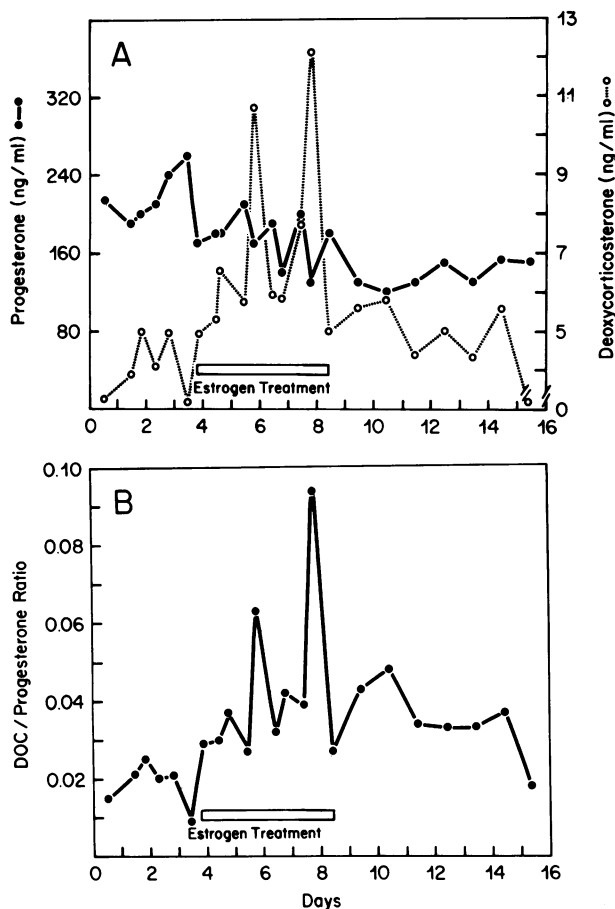 A
Progesterone (ng/ml)
320
240
160
80
13
11
9
7
5
0
Deoxycorticosterone (ng/ml)
Estrogen Treatment
0 2 4 6 8 10 12 14 16
B
DOC/Progesterone Ratio
0.10
0.08
0.06
0.04
0.02
Estrogen Treatment
0 2 4 6 8 10 12 14 16
Days